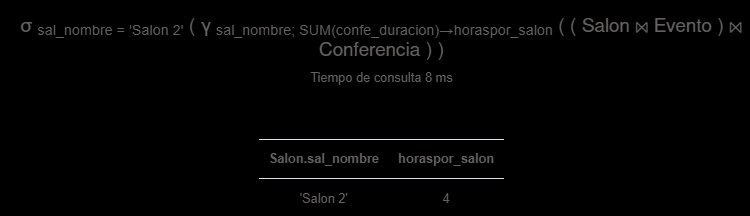 σ sal_nombre = 'Salon 2' ( γ sal_nombre; SUM(confe_duracion)→horaspor_salon ( ( Salon ⋈ Evento ) ⋈
Conferencia ) )
Tiempo de consulta 8 ms
Salon.sal_nombre horaspor_salon
'Salon 2' 4